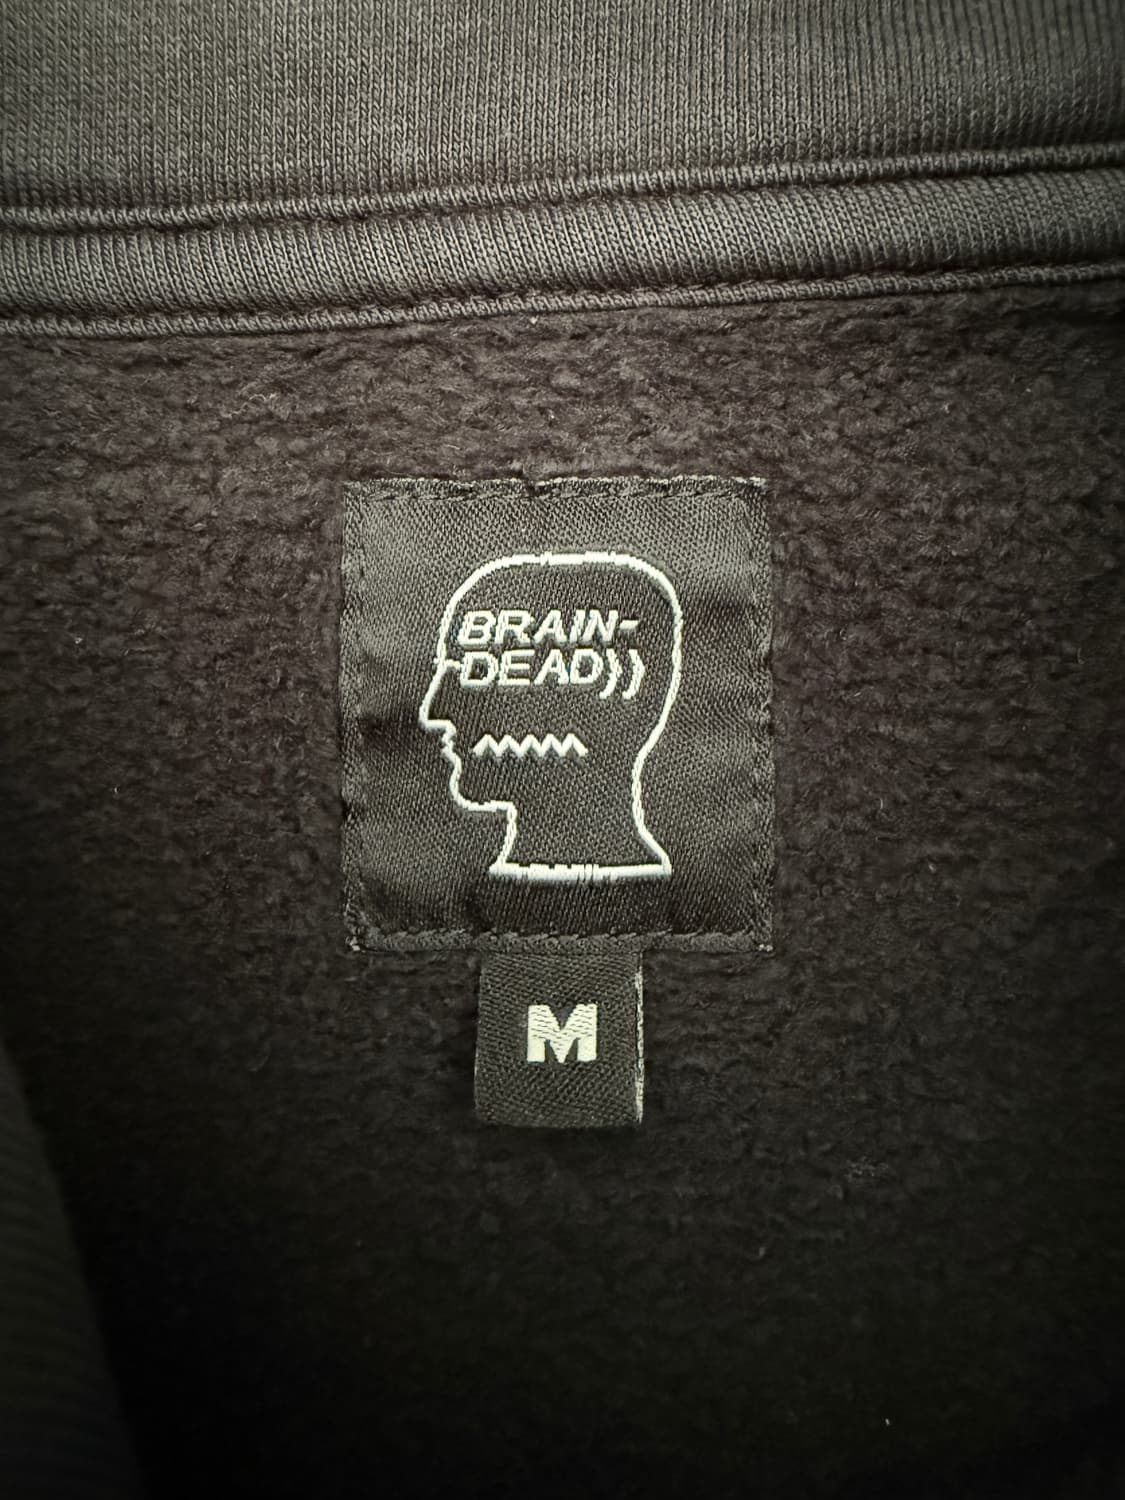 BRAIN-
-DEAD))
M